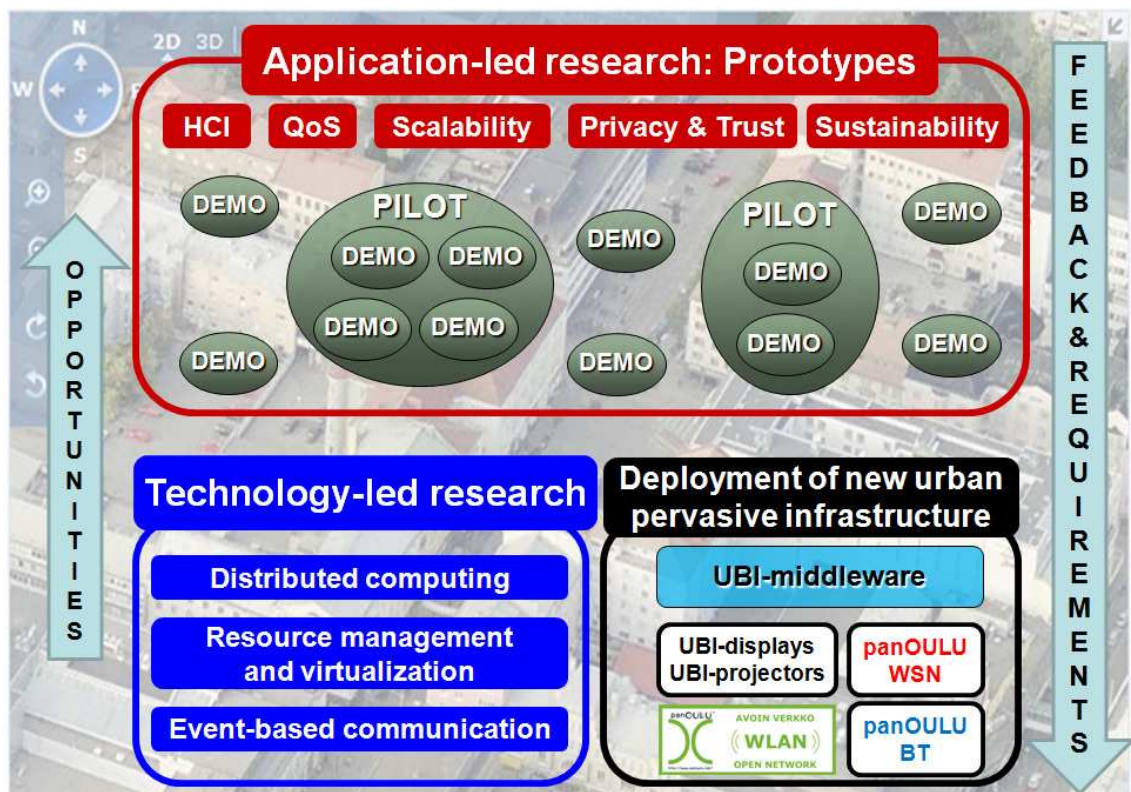 N
2D 3D
W
S
Application-led research: Prototypes
HCI
QoS
Scalability
Privacy & Trust
Sustainability
DEMO
PILOT
DEMO
DEMO
DEMO
DEMO
DEMO
DEMO
DEMO
PILOT
DEMO
DEMO
DEMO
DEMO
DEMO
OPPORTUNITIES
FEEDBACK&REQUIREMENTS
Technology-led research
Distributed computing
Resource management
and virtualization
Event-based communication
Deployment of new urban
pervasive infrastructure
UBI-middleware
UBI-displays
UBI-projectors
panOULU
WSN
panOULU
AVOIN VERKKO
WLAN
OPEN NETWORK
panOULU
BT